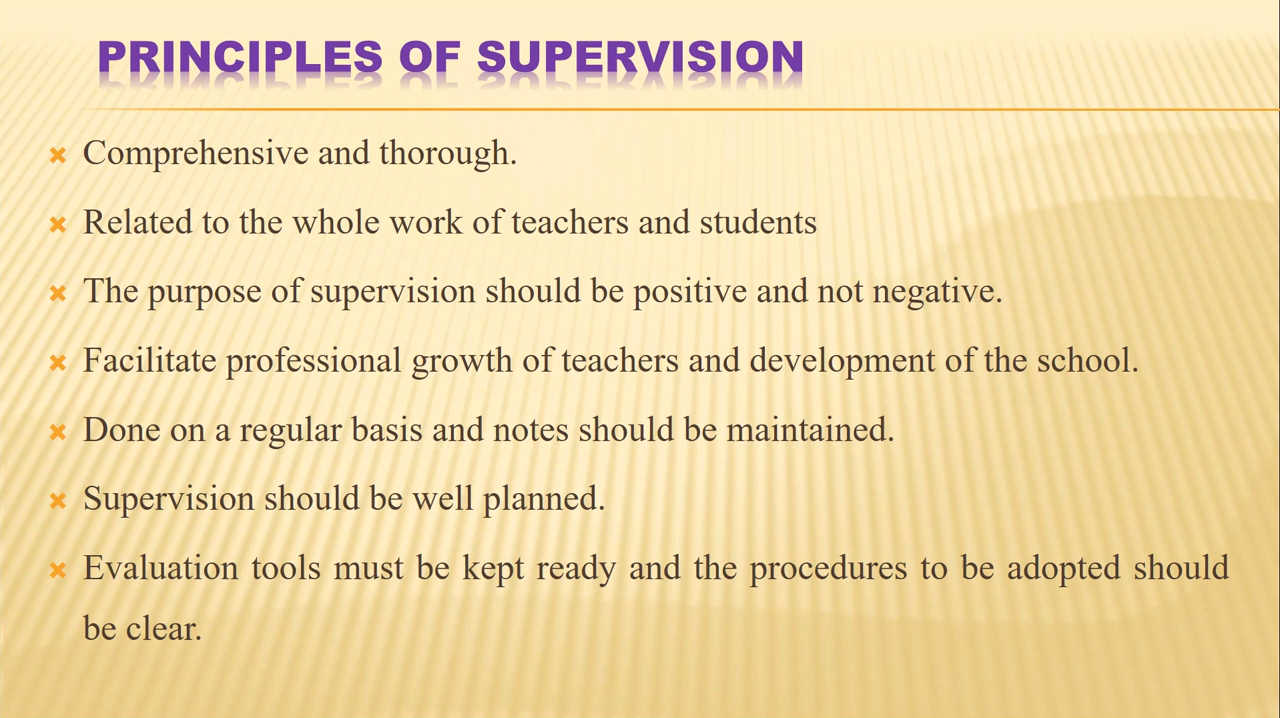 PRINCIPLES OF SUPERVISION
Comprehensive and thorough.
Related to the whole work of teachers and students
The purpose of supervision should be positive and not negative.
Facilitate professional growth of teachers and development of the school.
Done on a regular basis and notes should be maintained.
Supervision should be well planned.
Evaluation tools must be kept ready and the procedures to be adopted should
be clear.